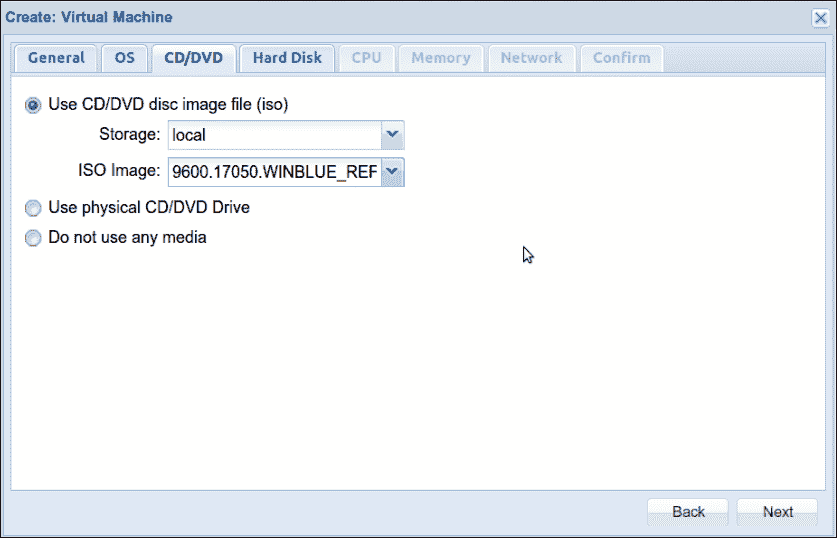 Create: Virtual Machine
General OS CD/DVD Hard Disk CPU Memory Network Confirm
Use CD/DVD disc image file (iso)
Storage: local
ISO Image: 9600.17050.WINBLUE_REF
Use physical CD/DVD Drive
Do not use any media
Back Next